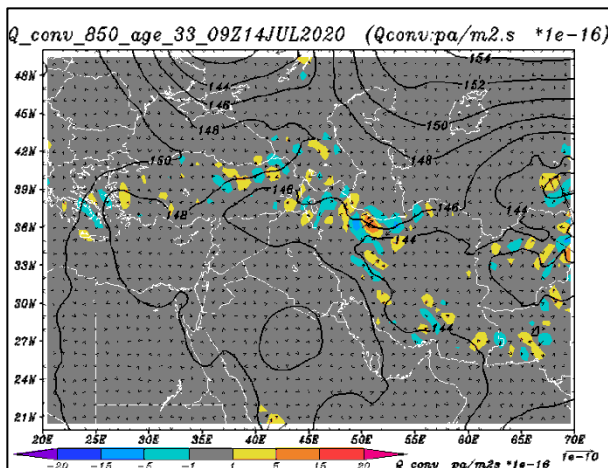 Q_conv_850_age_33_09Z14JUL2020 (Qconv:pa/m2.s *1e-16)
154
48N 144 152
146
45N 150
148
42N 150 148
39N 146
148 146 144
36N
144
33N
30N
144
27N
24N
21N
20E 25E 30E 35E 40E 45E 50E 55E 60E 65E 70E
1e-10
-20 -15 -5 -1 1 5 15 20 Q_conv pa/m2s *1e-16